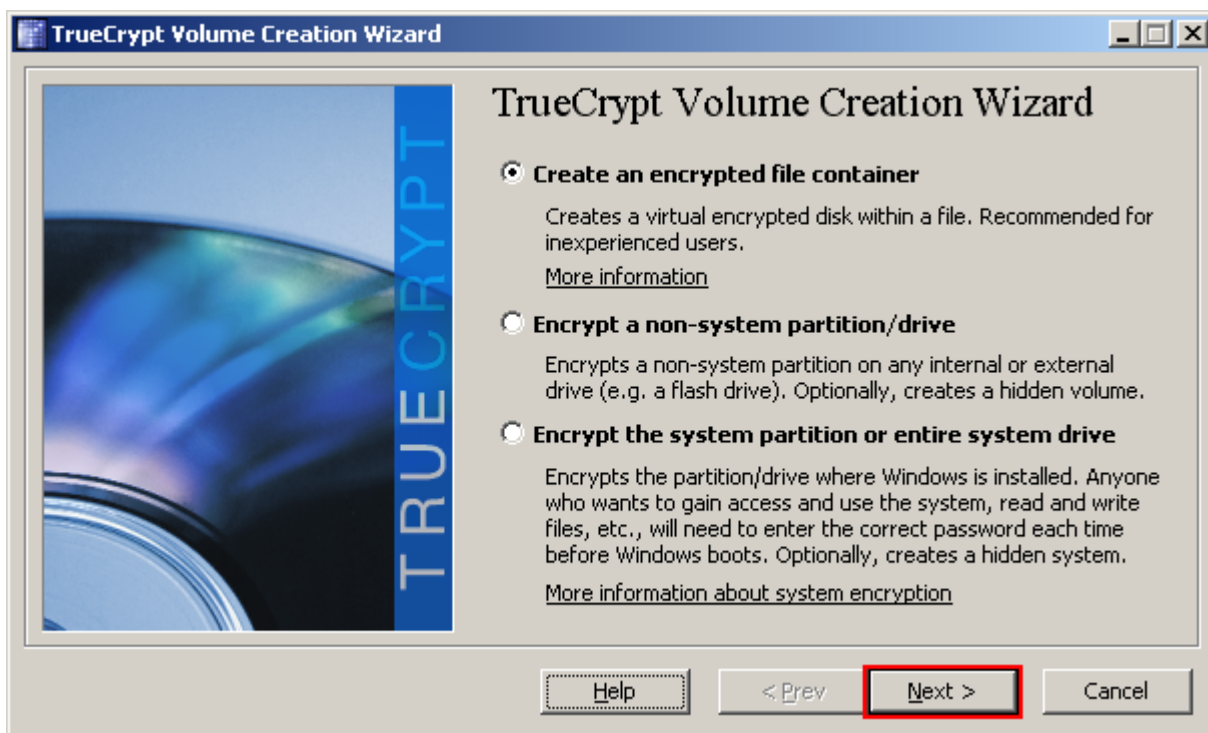 TrueCrypt Volume Creation Wizard
TRUECRYPT
TrueCrypt Volume Creation Wizard
Create an encrypted file container
Creates a virtual encrypted disk within a file. Recommended for
inexperienced users.
More information
Encrypt a non-system partition/drive
Encrypts a non-system partition on any internal or external
drive (e.g. a flash drive). Optionally, creates a hidden volume.
Encrypt the system partition or entire system drive
Encrypts the partition/drive where Windows is installed. Anyone
who wants to gain access and use the system, read and write
files, etc., will need to enter the correct password each time
before Windows boots. Optionally, creates a hidden system.
More information about system encryption
Help < Prev Next > Cancel